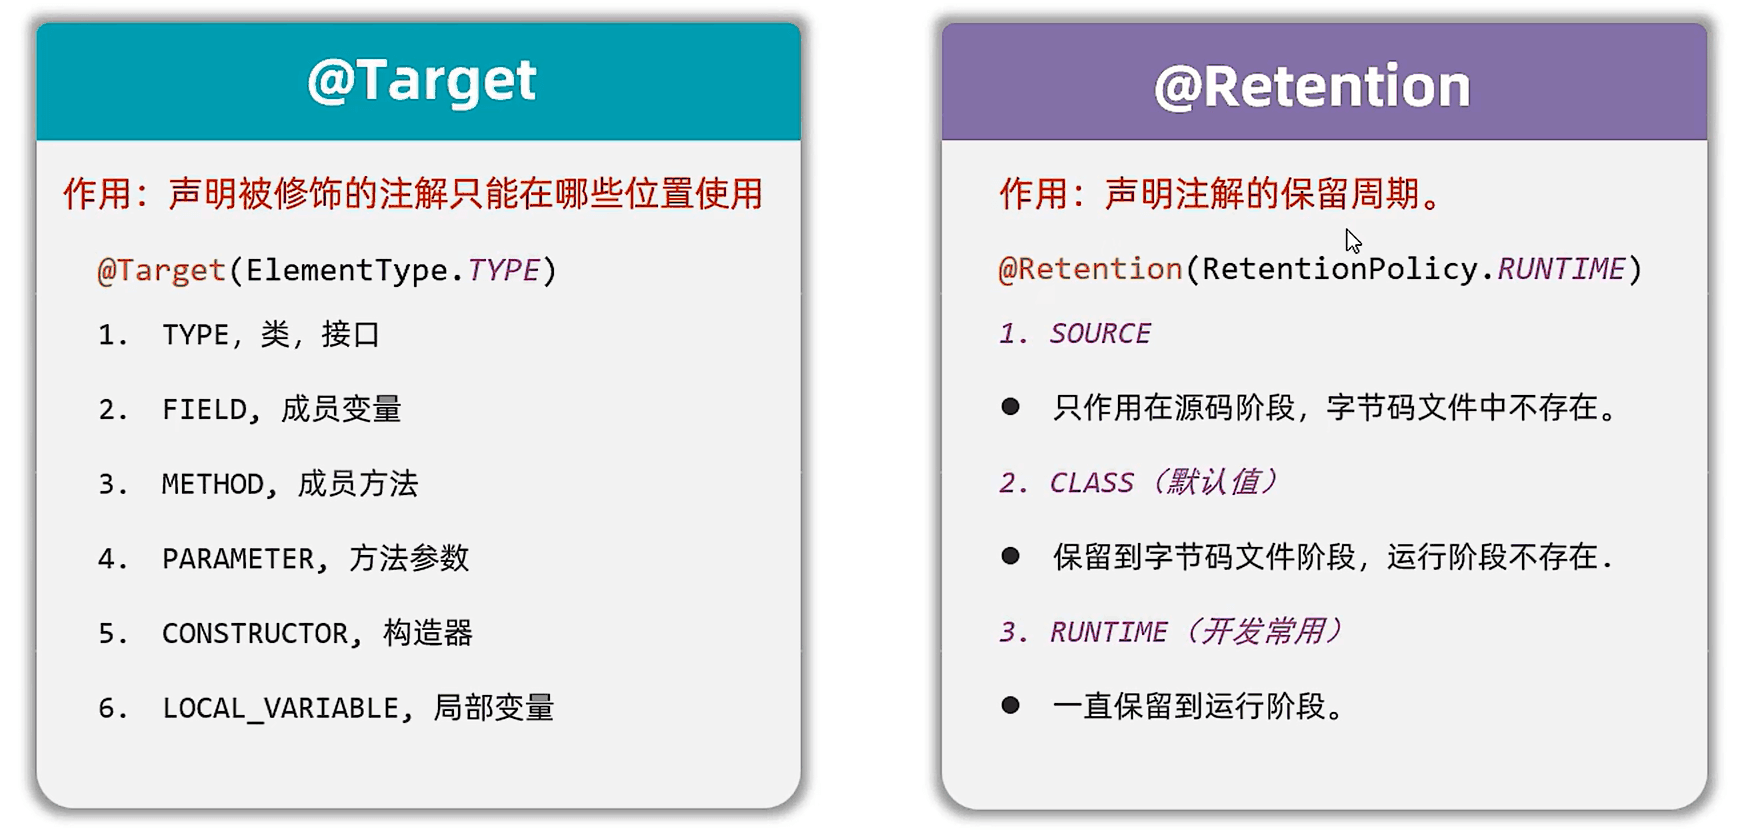 @Target
作用：声明被修饰的注解只能在哪些位置使用
@Target(ElementType.TYPE)
1. TYPE，类，接口
2. FIELD, 成员变量
3. METHOD, 成员方法
4. PARAMETER, 方法参数
5. CONSTRUCTOR, 构造器
6. LOCAL_VARIABLE, 局部变量
@Retention
作用：声明注解的保留周期。
@Retention(RetentionPolicy.RUNTIME)
1. SOURCE
● 只作用在源码阶段，字节码文件中不存在。
2. CLASS（默认值）
● 保留到字节码文件阶段，运行阶段不存在.
3. RUNTIME（开发常用）
● 一直保留到运行阶段。